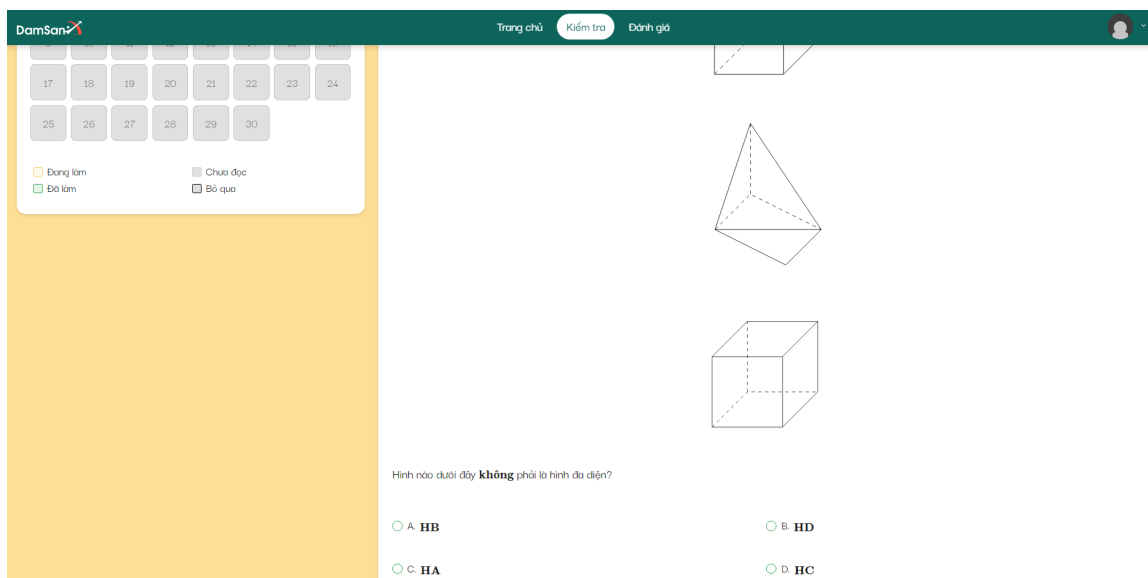 DamSan
Trang chủ Kiểm tra Đánh giá
17 18 19 20 21 22 23 24
25 26 27 28 29 30
Đang làm Chưa đọc
Đã làm Bỏ qua
Hình nào dưới đây không phải là hình đa diện?
A. HB B. HD
C. HA D. HC